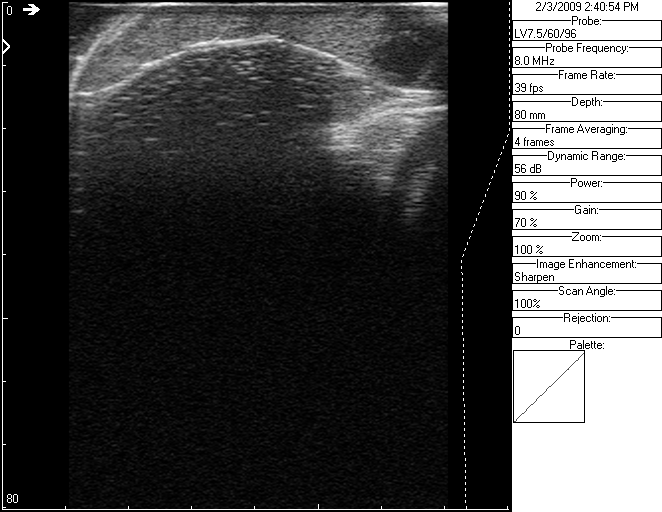 0
80
2/3/2009 2:40:54 PM
Probe:
LV7.5/60/96
Probe Frequency:
8.0 MHz
Frame Rate:
39 fps
Depth:
80 mm
Frame Averaging:
4 frames
Dynamic Range:
56 dB
Power:
90 %
Gain:
70 %
Zoom:
100 %
Image Enhancement:
Sharpen
Scan Angle:
100%
Rejection:
0
Palette: